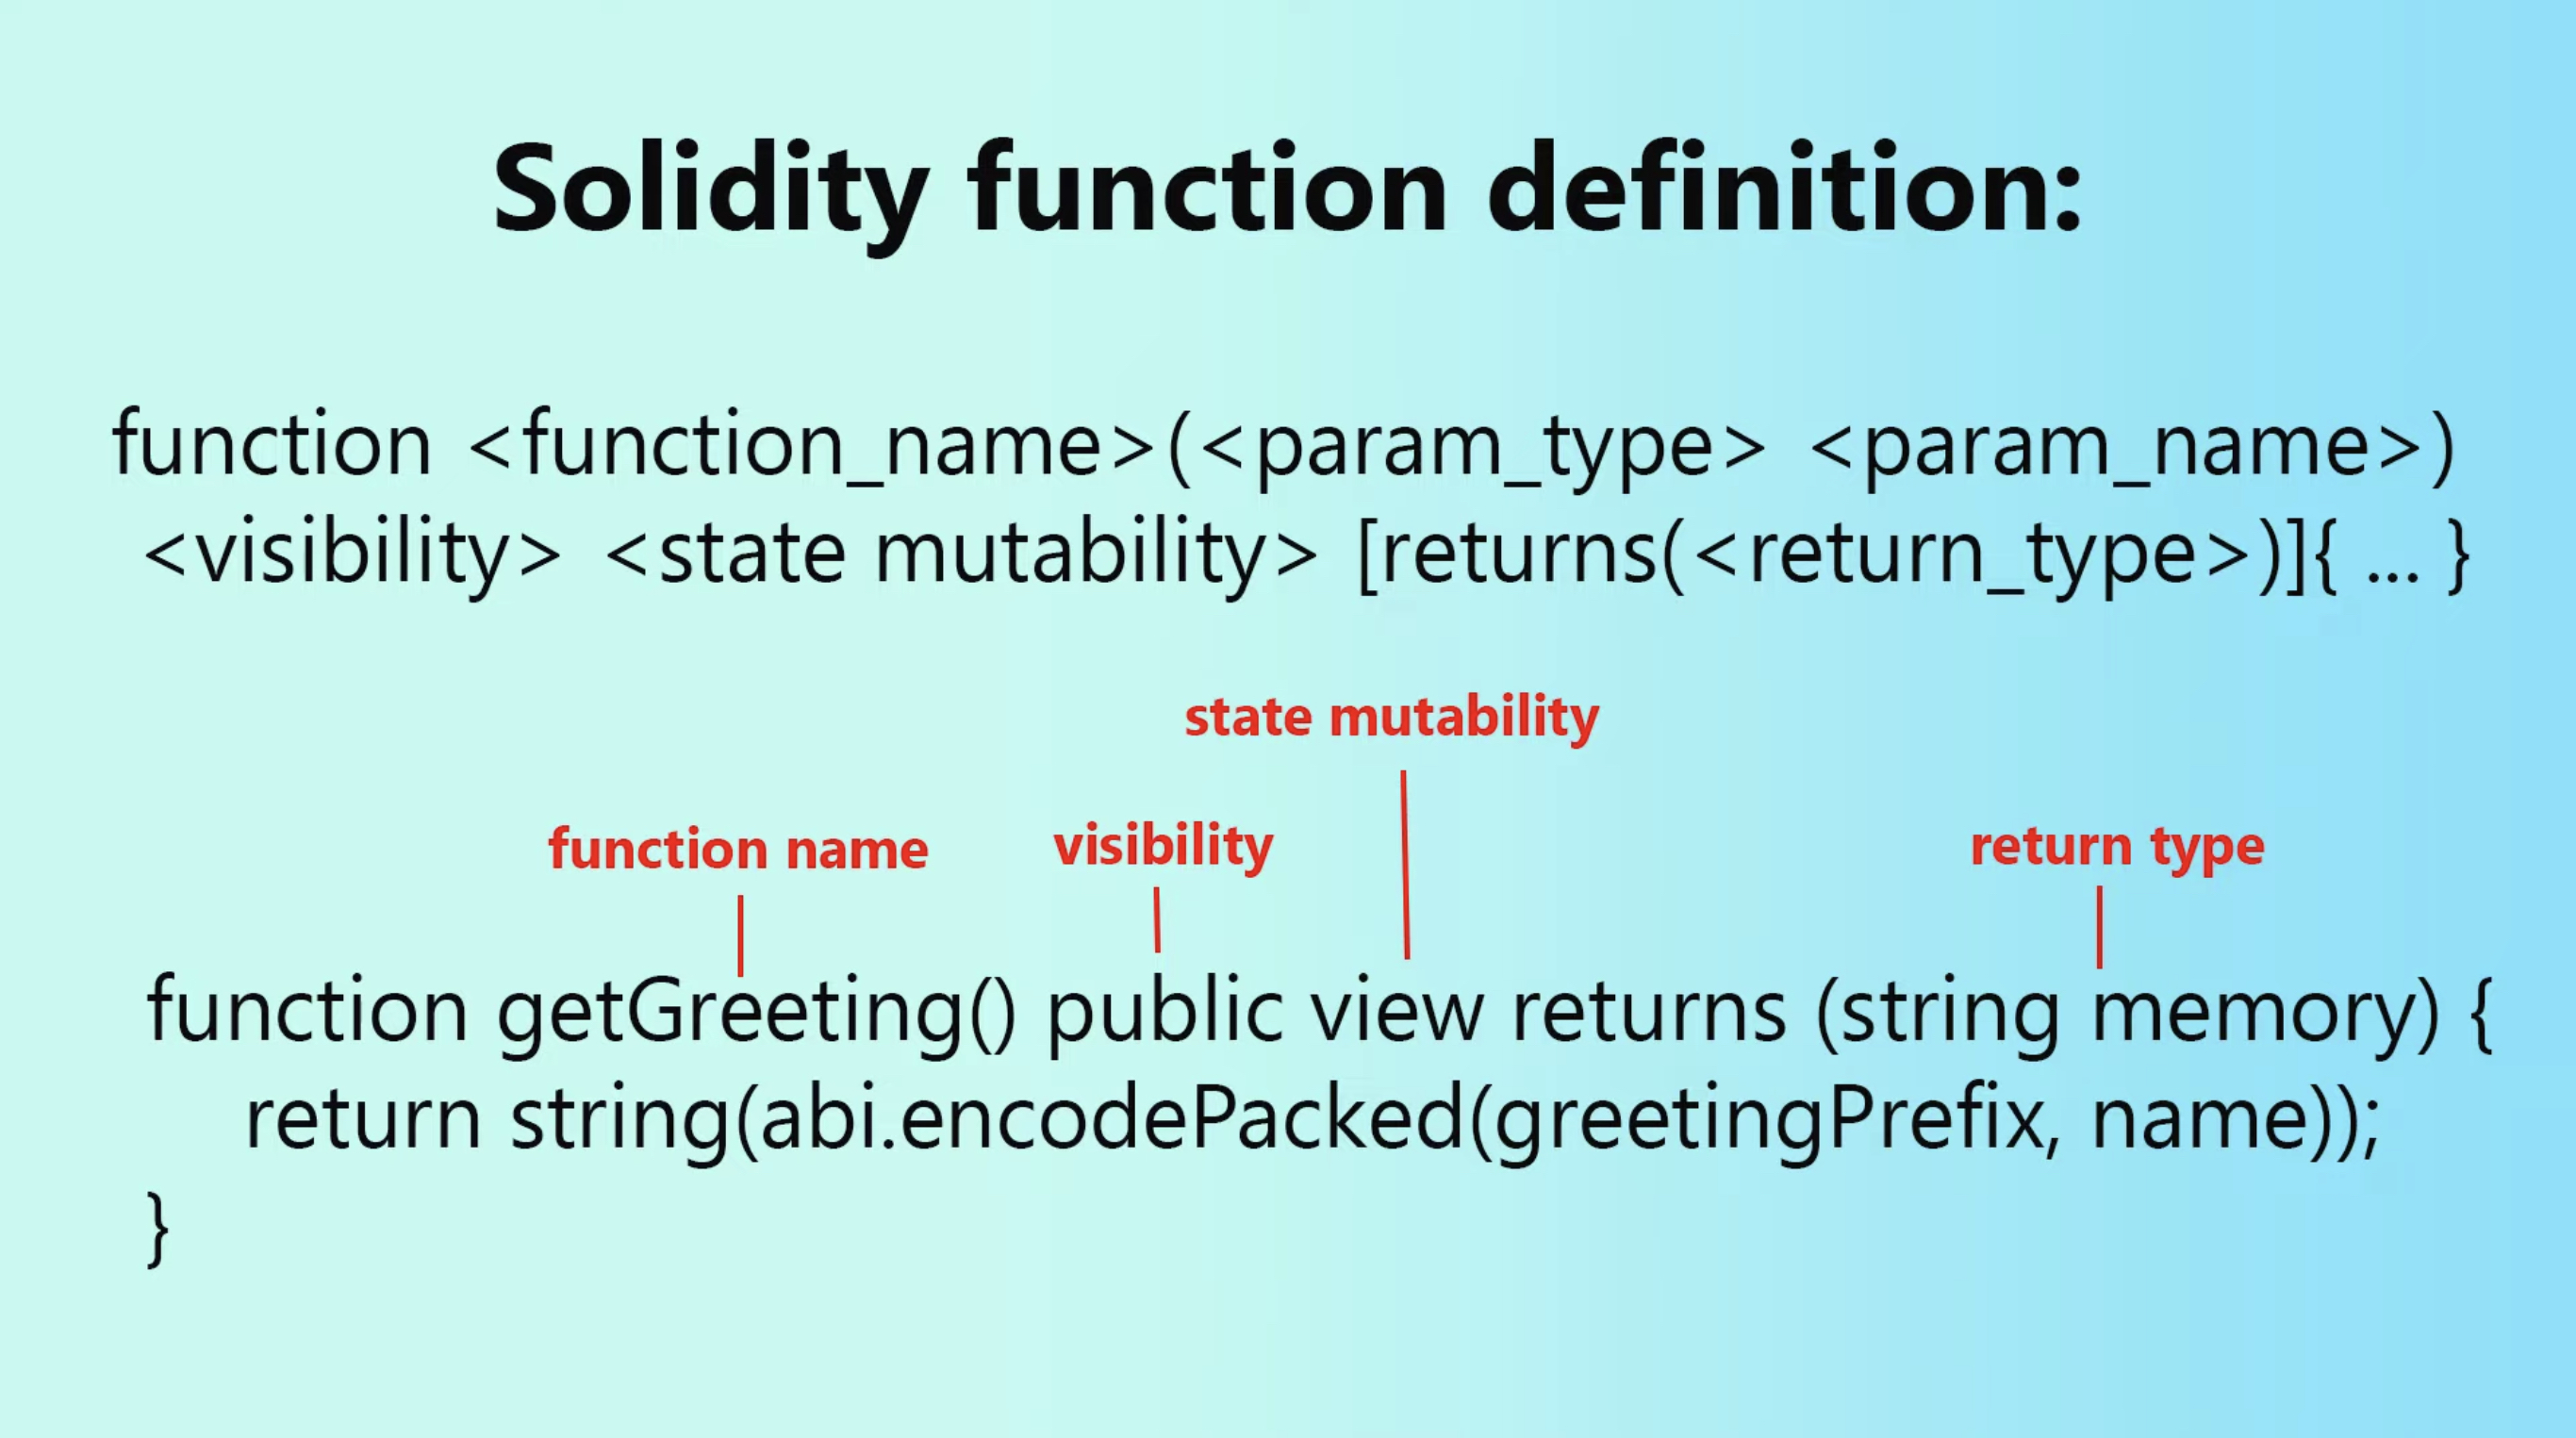 Solidity function definition:
function <function_name>(<param_type> <param_name>)
<visibility> <state mutability> [returns(<return_type>)]{ ... }
state mutability
function name
visibility
return type
function getGreeting() public view returns (string memory) {
return string(abi.encodePacked(greetingPrefix, name));
}